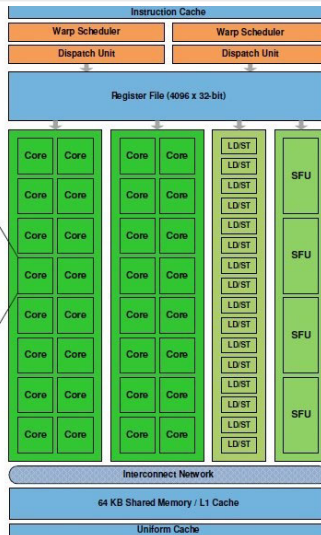 Instruction Cache
Warp Scheduler Warp Scheduler
Dispatch Unit Dispatch Unit
Register File (4096 x 32-bit)
Core Core Core Core LD/ST SFU
LD/ST
Core Core Core Core LD/ST
LD/ST
Core Core Core Core LD/ST SFU
LD/ST
Core Core Core Core LD/ST
LD/ST
Core Core Core Core LD/ST SFU
LD/ST
Core Core Core Core LD/ST
LD/ST
Core Core Core Core LD/ST SFU
LD/ST
Core Core Core Core LD/ST
LD/ST
Interconnect Network
64 KB Shared Memory / L1 Cache
Uniform Cache